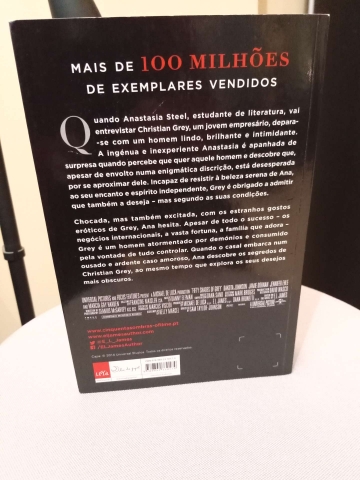 MAIS DE 100 MILHÕES
DE EXEMPLARES VENDIDOS
Quando Anastasia Steel, estudante de literatura, vai
entrevistar Christian Grey, um jovem empresário, depara-
-se com um homem lindo, brilhante e intimidante.
A ingénua e inexperiente Anastasia é apanhada de
surpresa quando percebe que quer aquele homem e descobre que,
apesar de envolto numa enigmática discrição, está desesperada
por se aproximar dele. Incapaz de resistir à beleza serena de Ana,
ao seu encanto e espírito independente, Grey é obrigado a admitir
que também a deseja – mas segundo as suas condições.
Chocada, mas também excitada, com os estranhos gostos
eróticos de Grey, Ana hesita. Apesar de todo o sucesso – os
negócios internacionais, a vasta fortuna, a família que adora –
Grey é um homem atormentado por demónios e consumido
pela vontade de tudo controlar. Quando o casal embarca num
ousado e ardente caso amoroso, Ana descobre os segredos de
Christian Grey, ao mesmo tempo que explora os seus desejos
mais obscuros.
LeYa